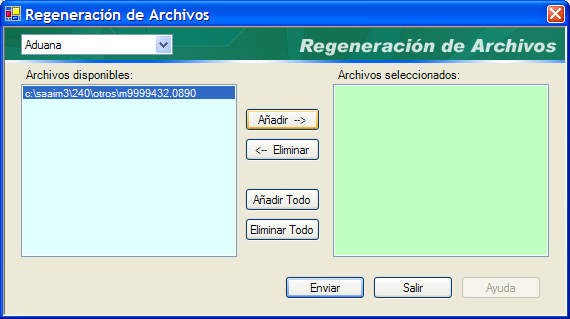 Regeneración de Archivos
Aduana
Regeneración de Archivos
Archivos disponibles:
Archivos seleccionados:
c:\saaim3\240\otros\m9999432.0890
Añadir -->
<-- Eliminar
Añadir Todo
Eliminar Todo
Enviar
Salir
Ayuda